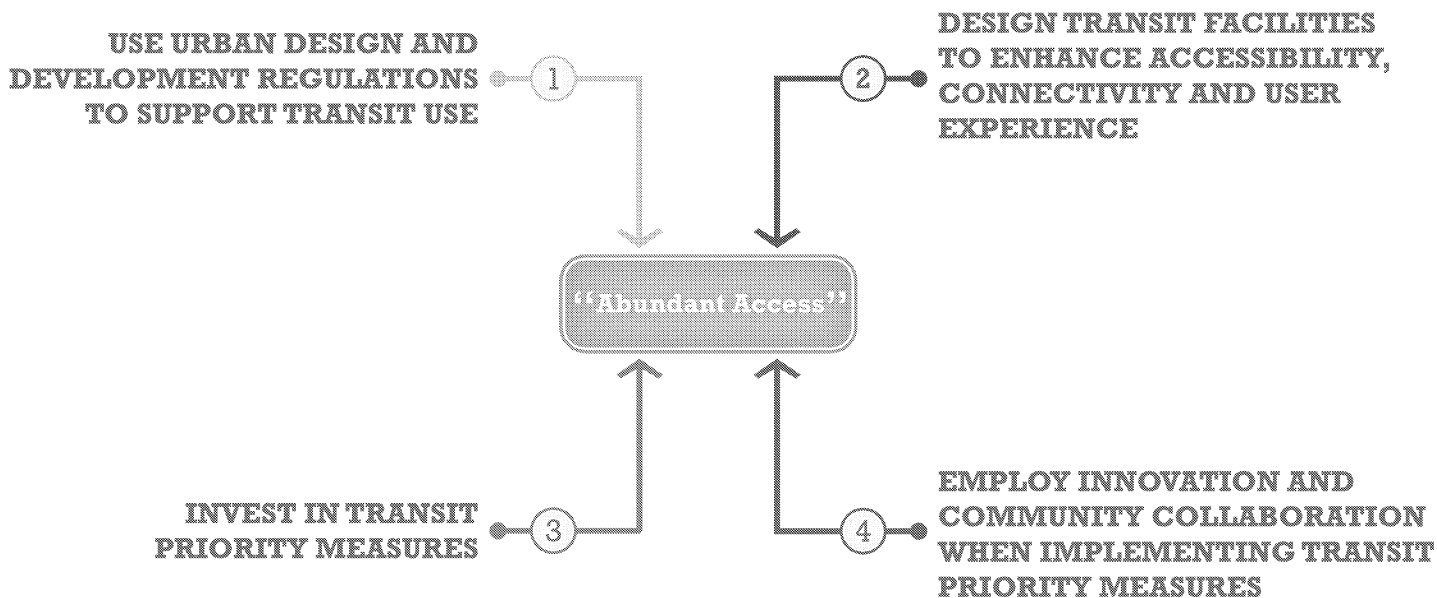 USE URBAN DESIGN AND
DEVELOPMENT REGULATIONS
TO SUPPORT TRANSIT USE
1
2
DESIGN TRANSIT FACILITIES
TO ENHANCE ACCESSIBILITY,
CONNECTIVITY AND USER
EXPERIENCE
“Abundant Access”
INVEST IN TRANSIT
PRIORITY MEASURES
3
4
EMPLOY INNOVATION AND
COMMUNITY COLLABORATION
WHEN IMPLEMENTING TRANSIT
PRIORITY MEASURES